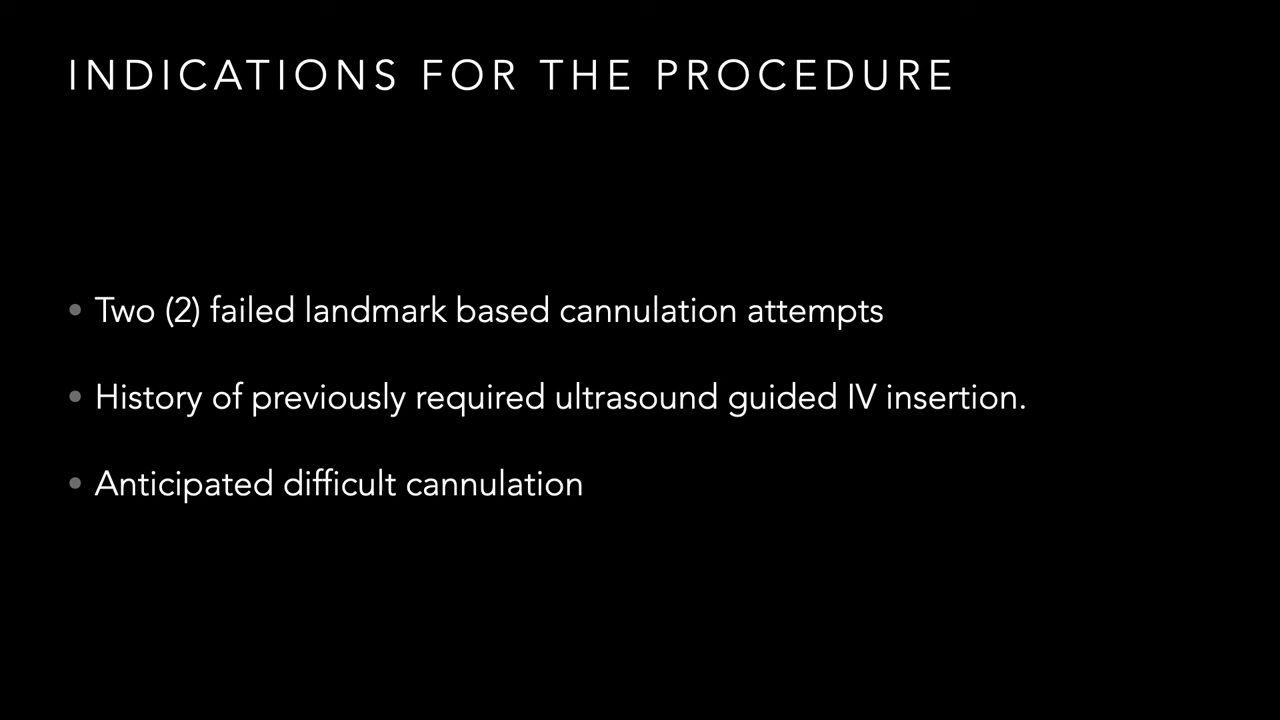 INDICATIONS FOR THE PROCEDURE
• Two (2) failed landmark based cannulation attempts
• History of previously required ultrasound guided IV insertion.
• Anticipated difficult cannulation